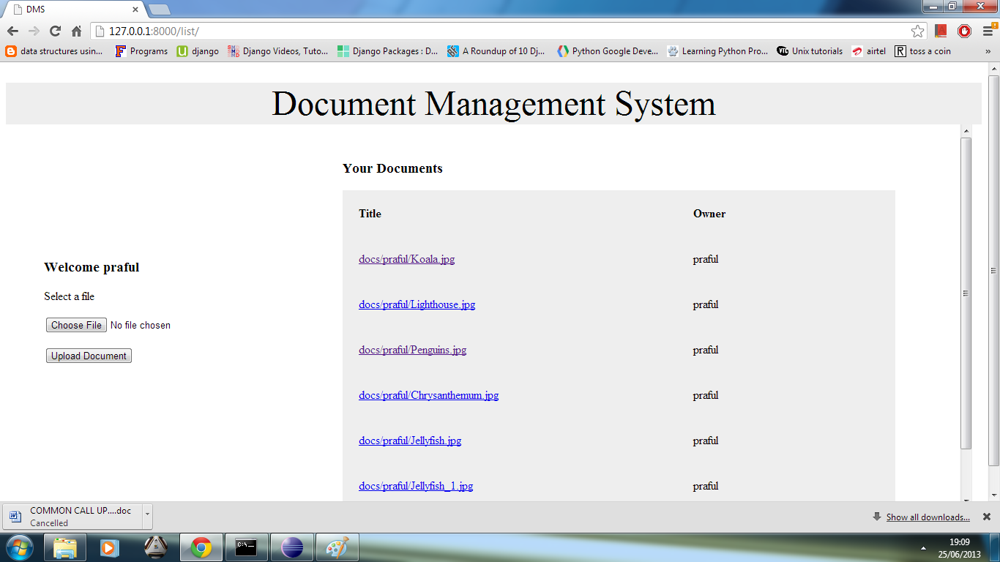 DMS
127.0.0.1:8000/list/
data structures usin... Programs django Django Videos, Tuto... Django Packages : D... A Roundup of 10 Dj... Python Google Deve... Learning Python Pro... Unix tutorials airtel toss a coin »
Document Management System
Welcome praful
Select a file
Choose File No file chosen
Upload Document
Your Documents
Title Owner
docs/praful/Koala.jpg praful
docs/praful/Lighthouse.jpg praful
docs/praful/Penguins.jpg praful
docs/praful/Chrysanthemum.jpg praful
docs/praful/Jellyfish.jpg praful
docs/praful/Jellyfish_1.jpg praful
COMMON CALL UP....doc
Cancelled
Show all downloads...
19:09
25/06/2013